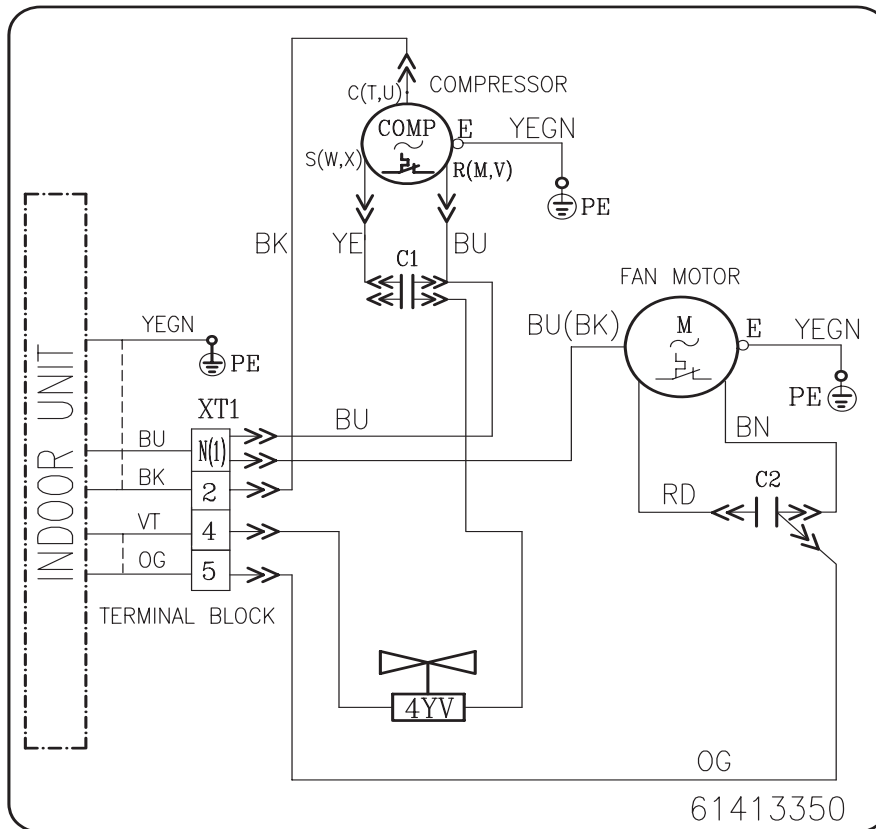 C(T,U)
COMPRESSOR
COMP
E
YEGN
S(W,X)
R(M,V)
PE
BK
YE
BU
C1
FAN MOTOR
BU(BK)
M
E
YEGN
YEGN
PE
PE
INDOOR UNIT
XT1
BU
BU
N(1)
BN
BK
2
RD
C2
VT
4
OG
5
TERMINAL BLOCK
4YV
OG
61413350